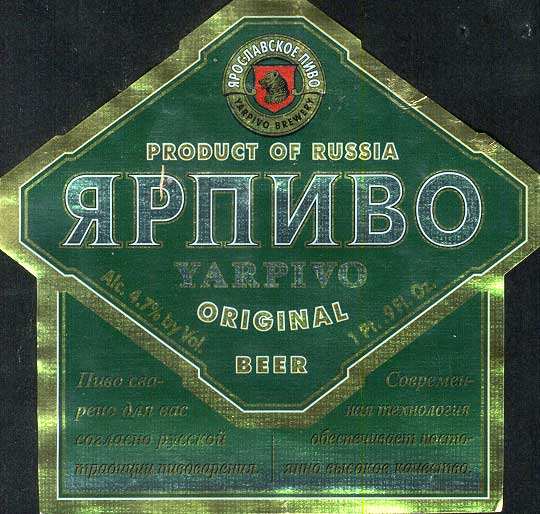 ЯРОСЛАВСКОЕ ПИВО
YARPIVO BREWERY
PRODUCT OF RUSSIA
ЯРПИВО
YARPIVO
ORIGINAL
BEER
Alc. 4,7% by Vol.
1 Pt. 9 Fl. Oz.
Пиво сва-
рено для вас
согласно русской
традиции пивоварения.
Современ-
ная технология
обеспечивает посто-
янно высокое качество.